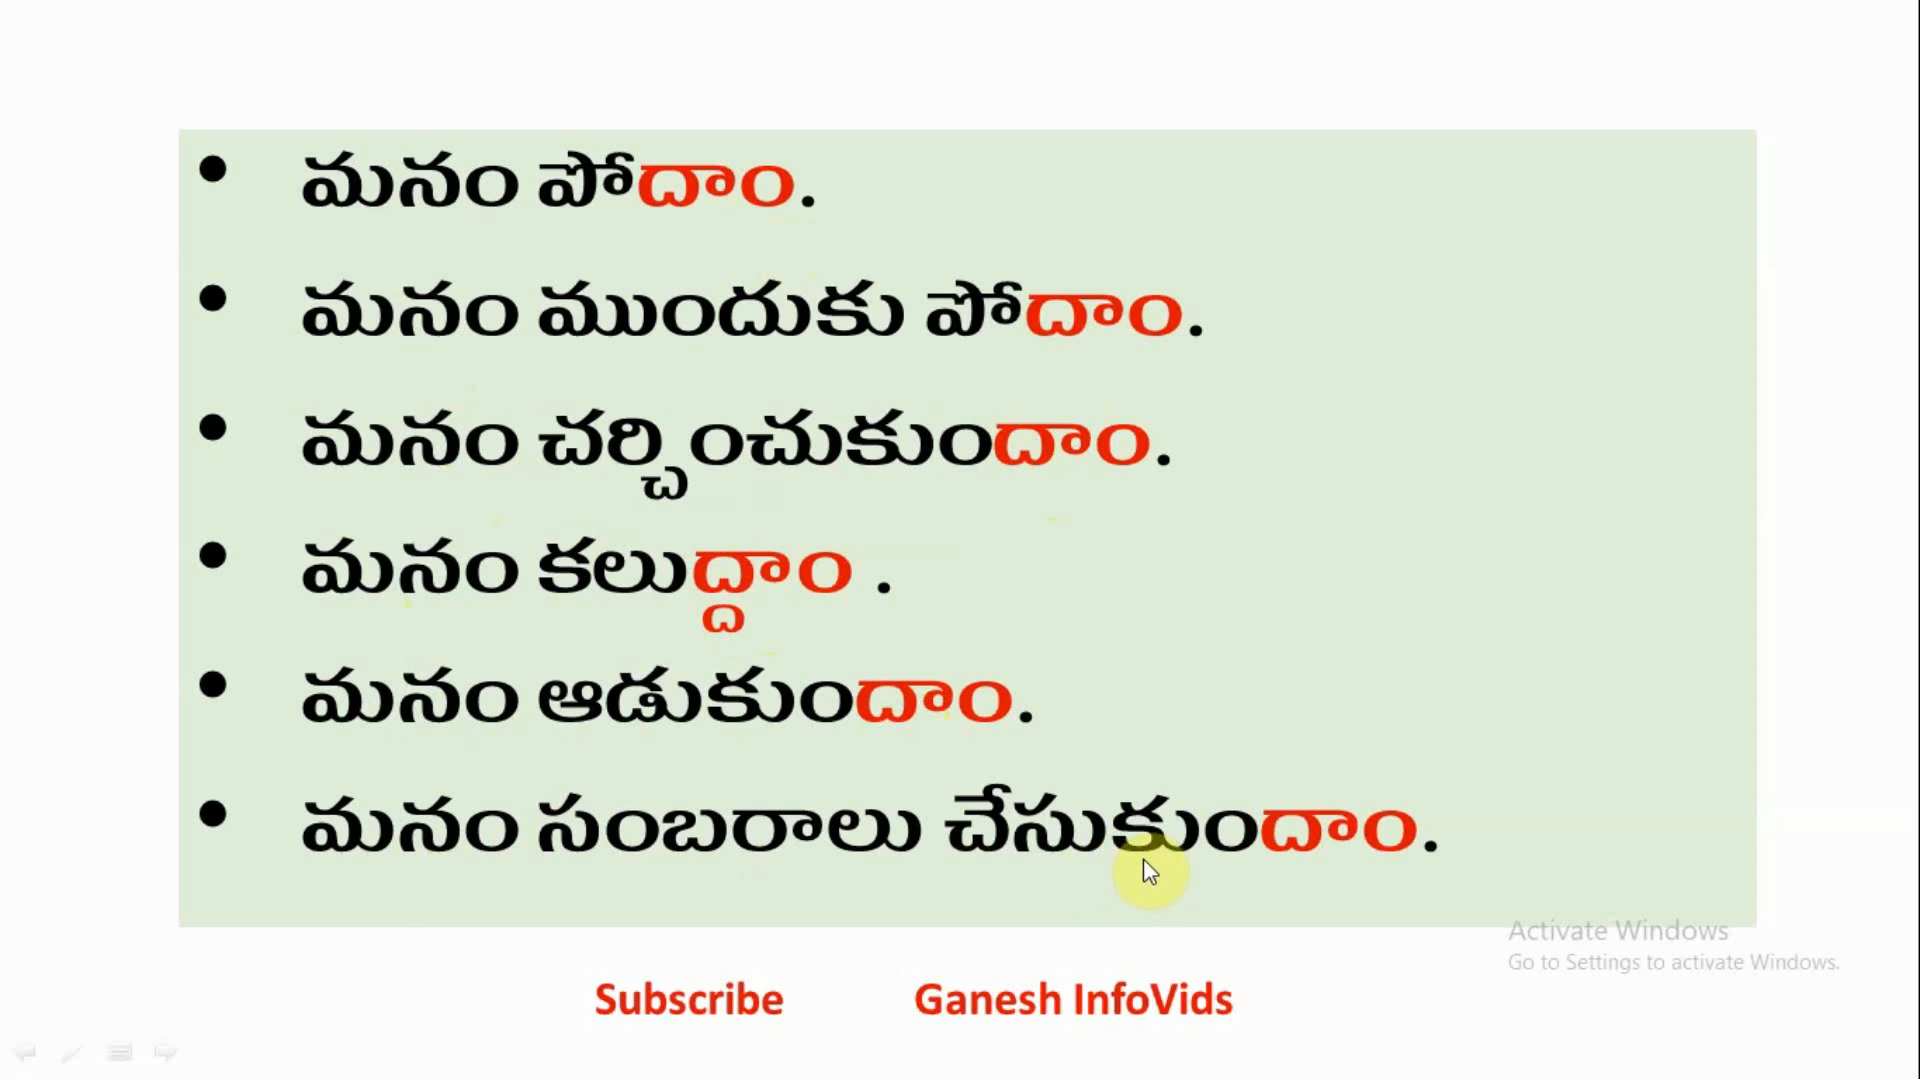 • మనం పోదాం.
• మనం ముందుకు పోదాం.
• మనం చర్చించుకుందాం.
• మనం కలుద్దాం .
• మనం ఆడుకుందాం.
• మనం సంబరాలు చేసుకుందాం.
Activate Windows
Go to Settings to activate Windows.
Subscribe Ganesh InfoVids